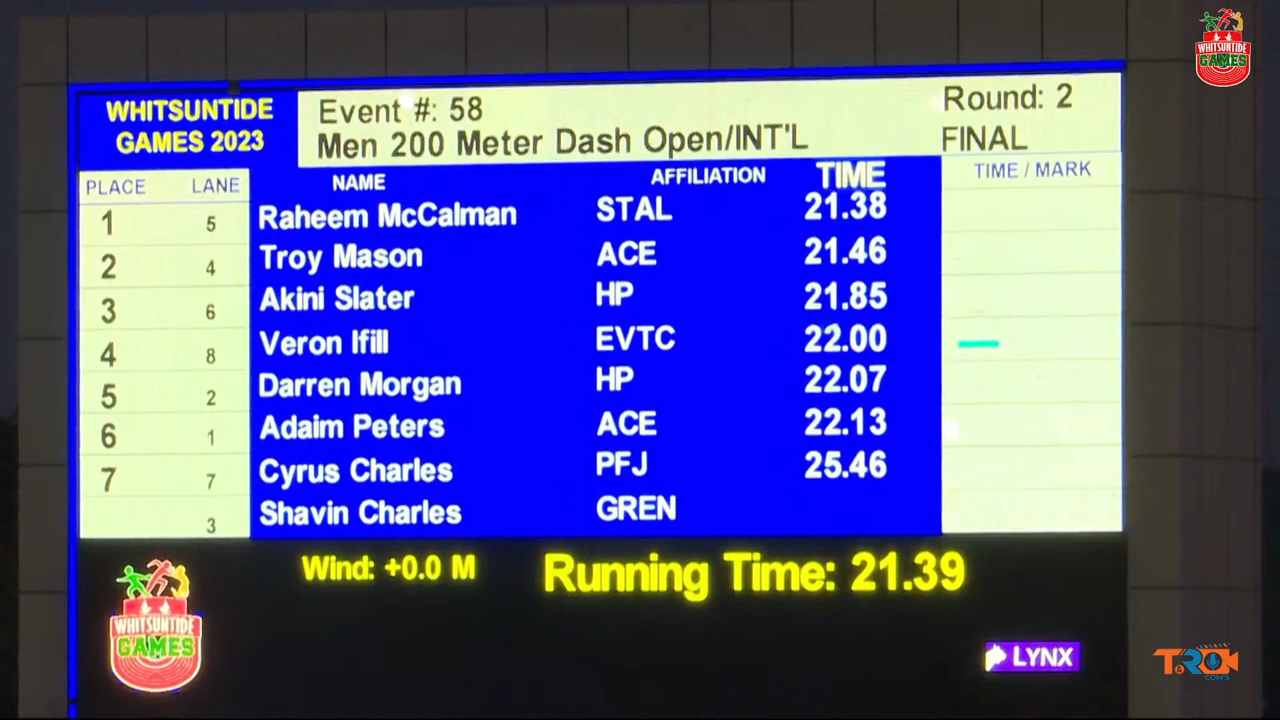 WHITSUNTIDE
GAMES
WHITSUNTIDE
GAMES 2023
Event #: 58
Men 200 Meter Dash Open/INT'L
Round: 2
FINAL
PLACE LANE NAME AFFILIATION TIME TIME / MARK
1 5 Raheem McCalman STAL 21.38
2 4 Troy Mason ACE 21.46
3 6 Akini Slater HP 21.85
4 8 Veron Ifill EVTC 22.00
5 2 Darren Morgan HP 22.07
6 1 Adaim Peters ACE 22.13
7 7 Cyrus Charles PFJ 25.46
3 Shavin Charles GREN
Wind: +0.0 M Running Time: 21.39
WHITSUNTIDE
GAMES
LYNX
T&RO
COM'S